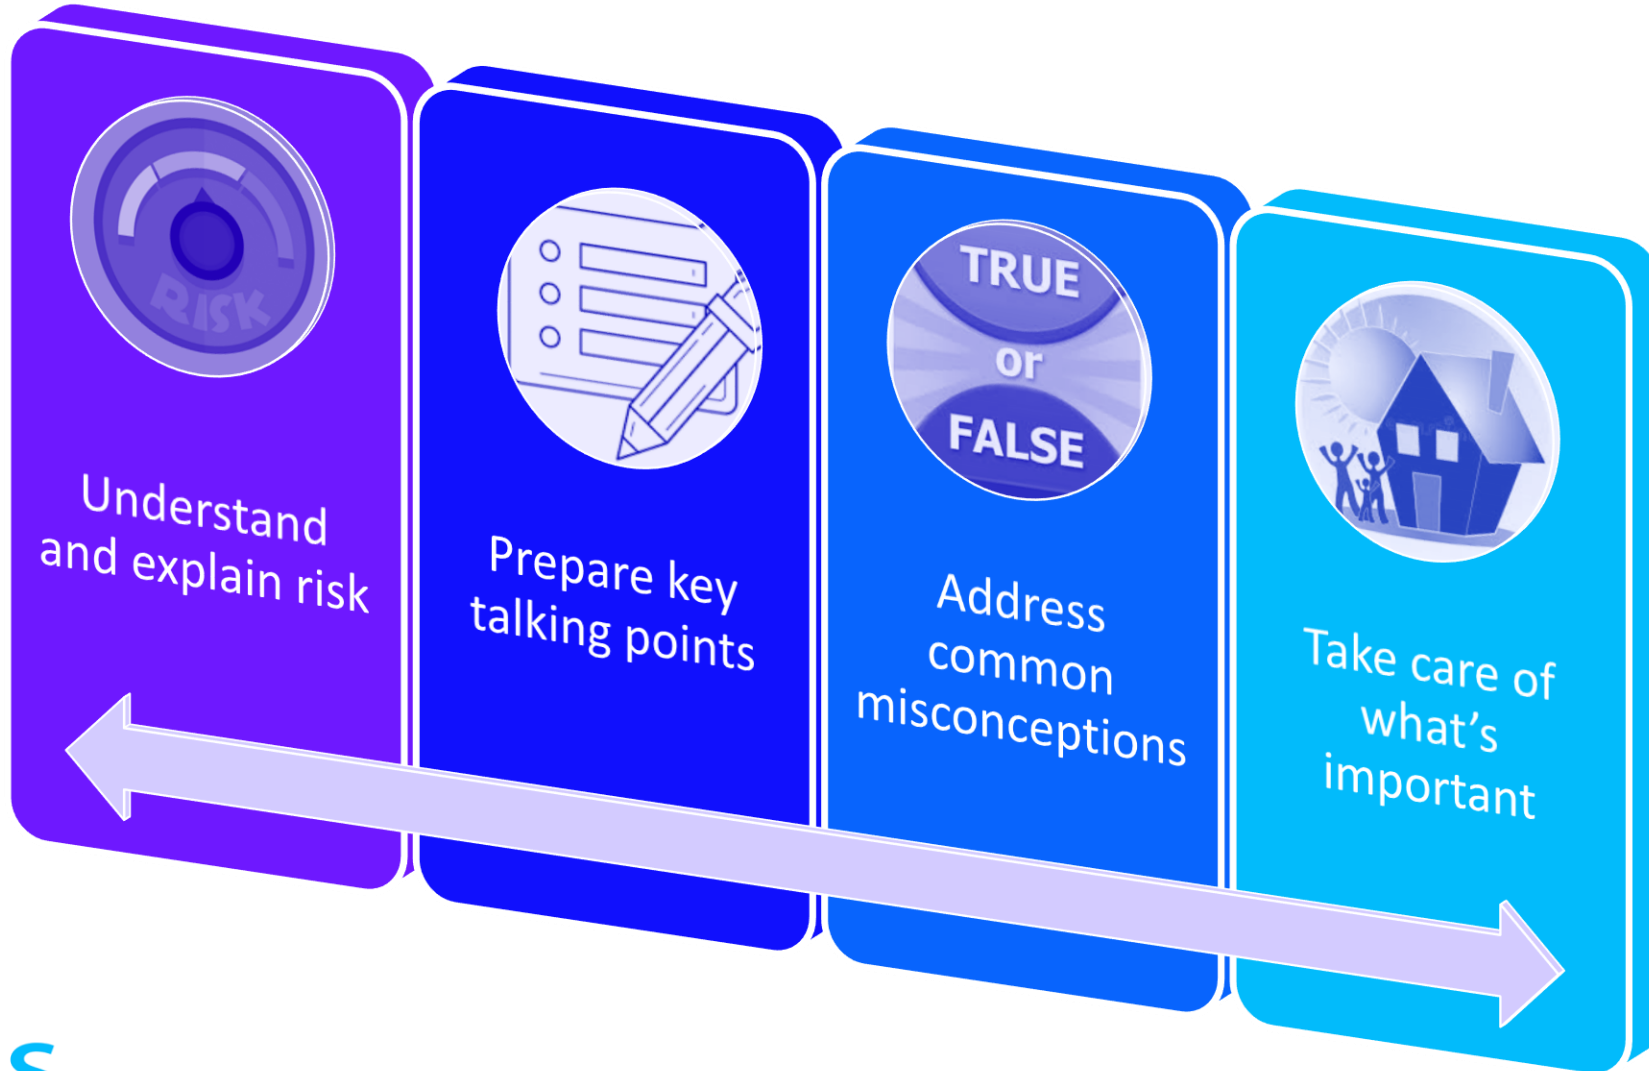 RISK
Understand
and explain risk
Prepare key
talking points
TRUE
or
FALSE
Address
common
misconceptions
Take care of
what's
important